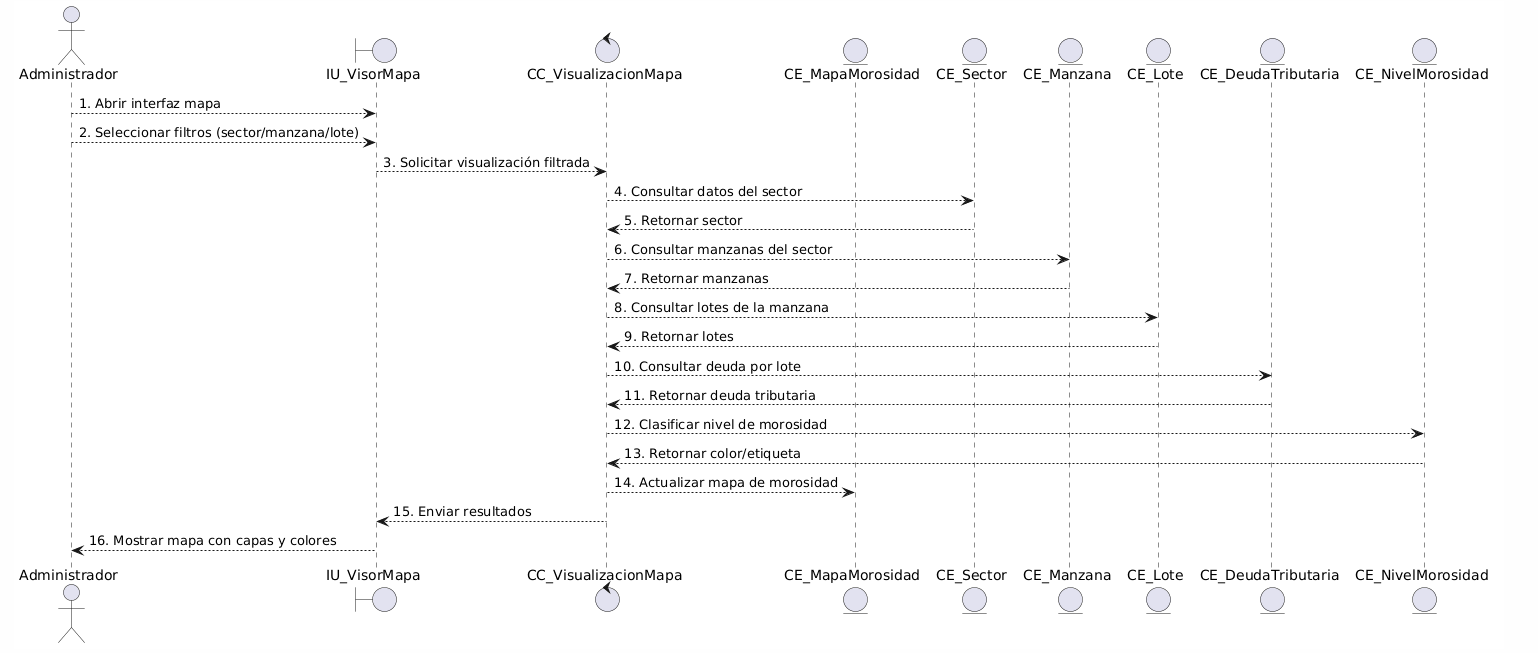 Administrador IU_VisorMapa CC_VisualizacionMapa CE_MapaMorosidad CE_Sector CE_Manzana CE_Lote CE_DeudaTributaria CE_NivelMorosidad
1. Abrir interfaz mapa
2. Seleccionar filtros (sector/manzana/lote)
3. Solicitar visualización filtrada
4. Consultar datos del sector
5. Retornar sector
6. Consultar manzanas del sector
7. Retornar manzanas
8. Consultar lotes de la manzana
9. Retornar lotes
10. Consultar deuda por lote
11. Retornar deuda tributaria
12. Clasificar nivel de morosidad
13. Retornar color/etiqueta
14. Actualizar mapa de morosidad
15. Enviar resultados
16. Mostrar mapa con capas y colores
Administrador IU_VisorMapa CC_VisualizacionMapa CE_MapaMorosidad CE_Sector CE_Manzana CE_Lote CE_DeudaTributaria CE_NivelMorosidad